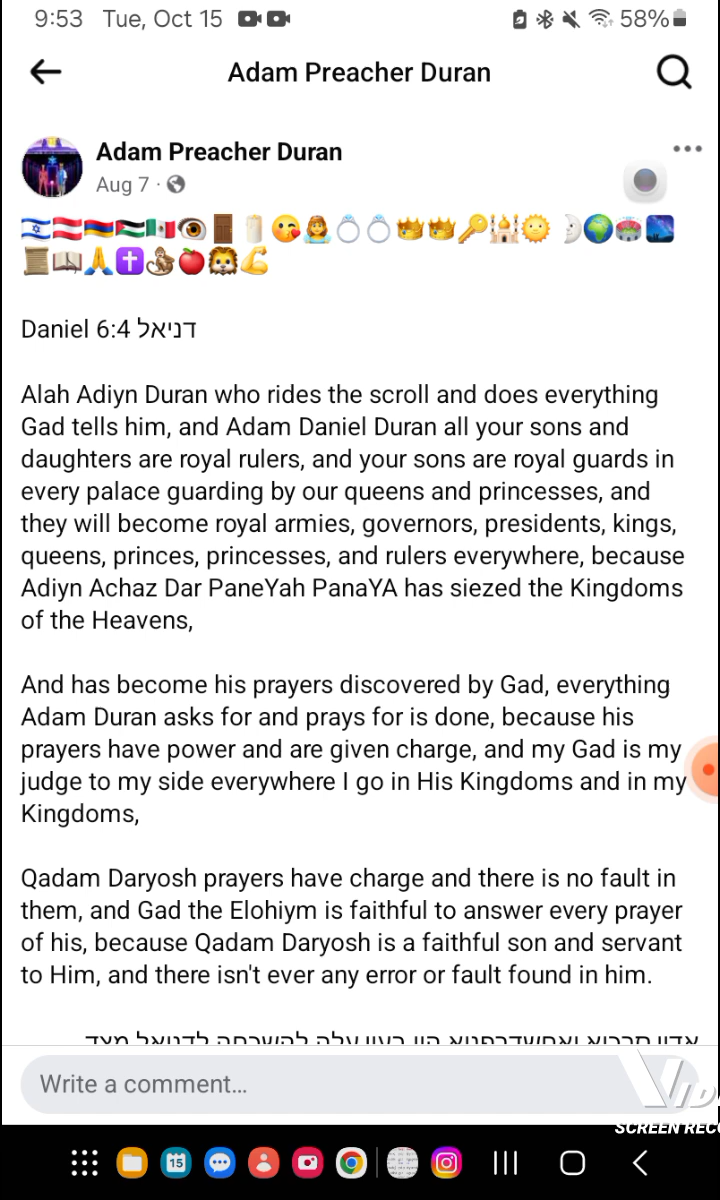 9:53 Tue, Oct 15 58%
Adam Preacher Duran
Adam Preacher Duran
Aug 7 ·
Daniel 6:4 דניאל
Alah Adiyn Duran who rides the scroll and does everything
Gad tells him, and Adam Daniel Duran all your sons and
daughters are royal rulers, and your sons are royal guards in
every palace guarding by our queens and princesses, and
they will become royal armies, governors, presidents, kings,
queens, princes, princesses, and rulers everywhere, because
Adiyn Achaz Dar PaneYah PanaYA has siezed the Kingdoms
of the Heavens,
And has become his prayers discovered by Gad, everything
Adam Duran asks for and prays for is done, because his
prayers have power and are given charge, and my Gad is my
judge to my side everywhere I go in His Kingdoms and in my
Kingdoms,
Qadam Daryosh prayers have charge and there is no fault in
them, and Gad the Elohiym is faithful to answer every prayer
of his, because Qadam Daryosh is a faithful son and servant
to Him, and there isn't ever any error or fault found in him.
Write a comment...
SCREEN REC
15